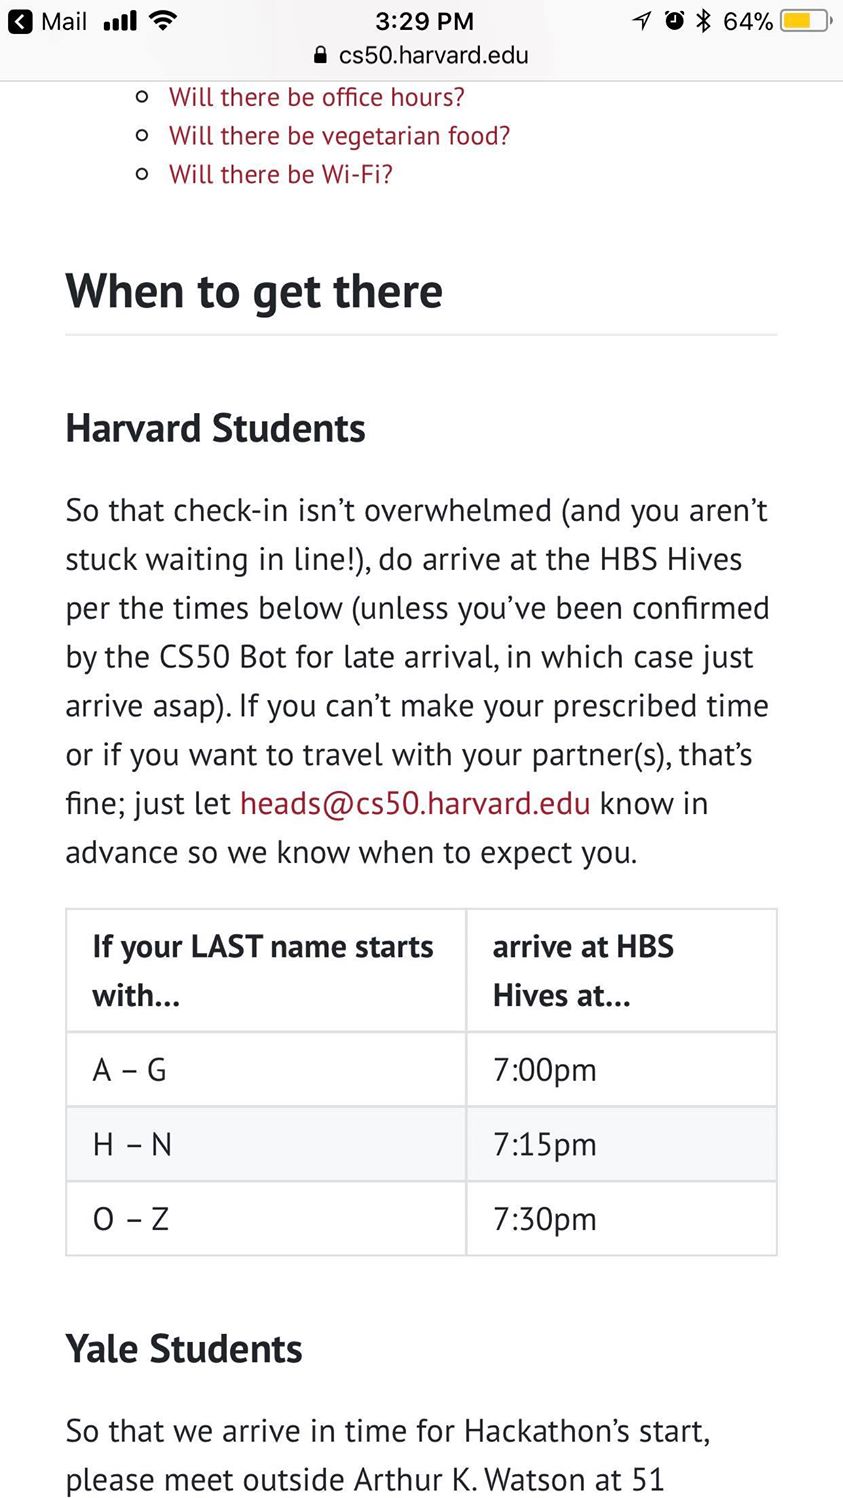 Mail 3:29 PM 64%
cs50.harvard.edu
Will there be office hours?
Will there be vegetarian food?
Will there be Wi-Fi?
When to get there
Harvard Students
So that check-in isn’t overwhelmed (and you aren’t
stuck waiting in line!), do arrive at the HBS Hives
per the times below (unless you’ve been confirmed
by the CS50 Bot for late arrival, in which case just
arrive asap). If you can’t make your prescribed time
or if you want to travel with your partner(s), that’s
fine; just let heads@cs50.harvard.edu know in
advance so we know when to expect you.
If your LAST name starts arrive at HBS
with... Hives at...
A – G 7:00pm
H – N 7:15pm
O – Z 7:30pm
Yale Students
So that we arrive in time for Hackathon’s start,
please meet outside Arthur K. Watson at 51